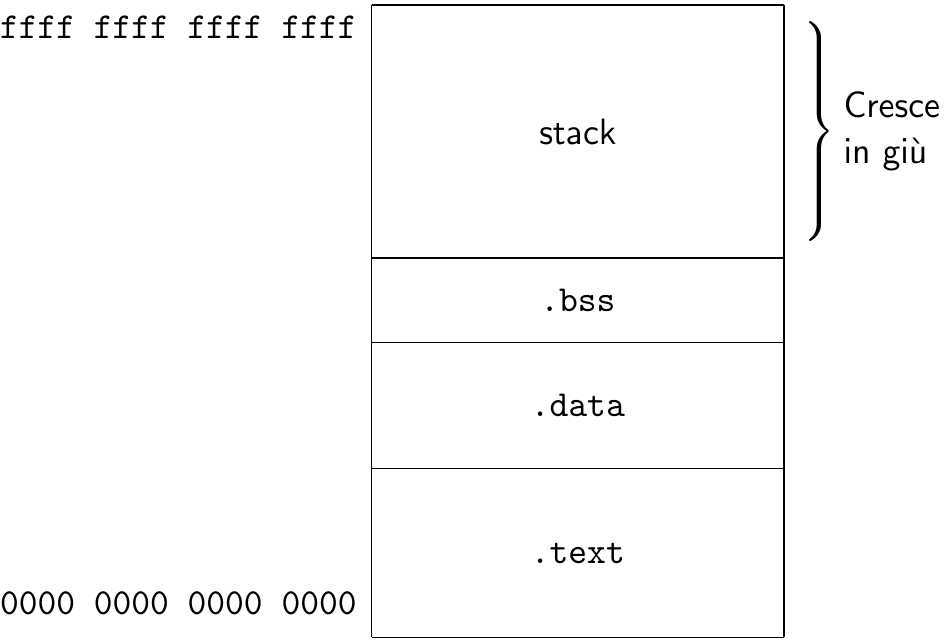 ffff ffff ffff ffff
stack
Cresce
in giù
.bss
.data
.text
0000 0000 0000 0000